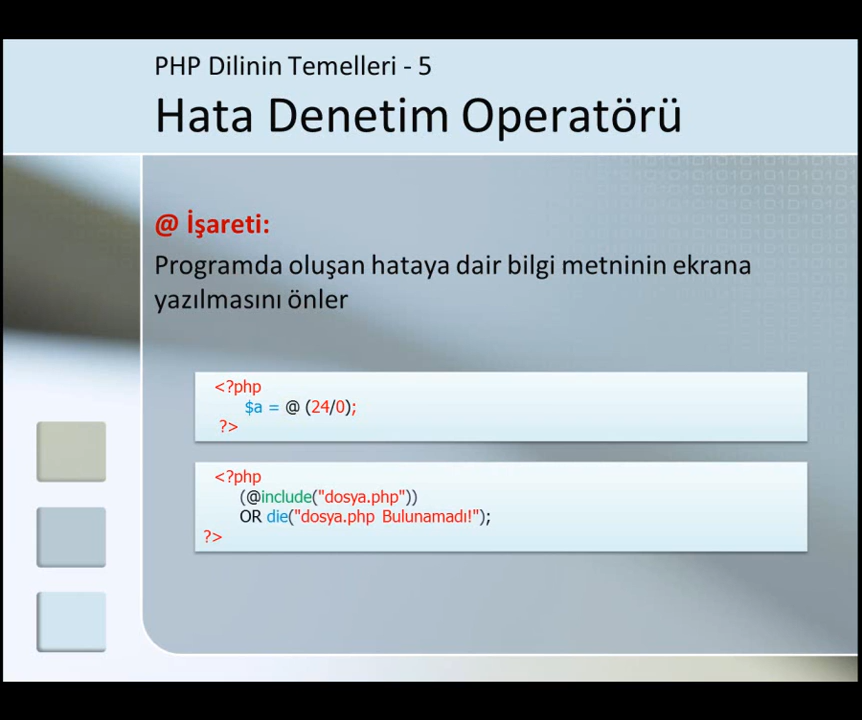 PHP Dilinin Temelleri - 5
Hata Denetim Operatörü
@ İşareti:
Programda oluşan hataya dair bilgi metninin ekrana
yazılmasını önler
<?php
$a = @ (24/0);
?>
<?php
(@include("dosya.php"))
OR die("dosya.php Bulunamadı!");
?>